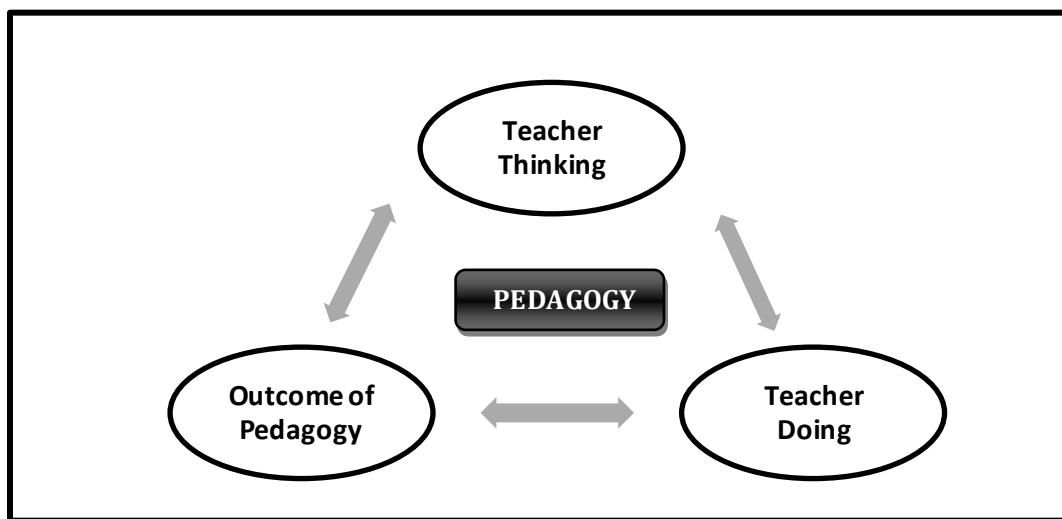 Teacher
Thinking
PEDAGOGY
Outcome of
Pedagogy
Teacher
Doing